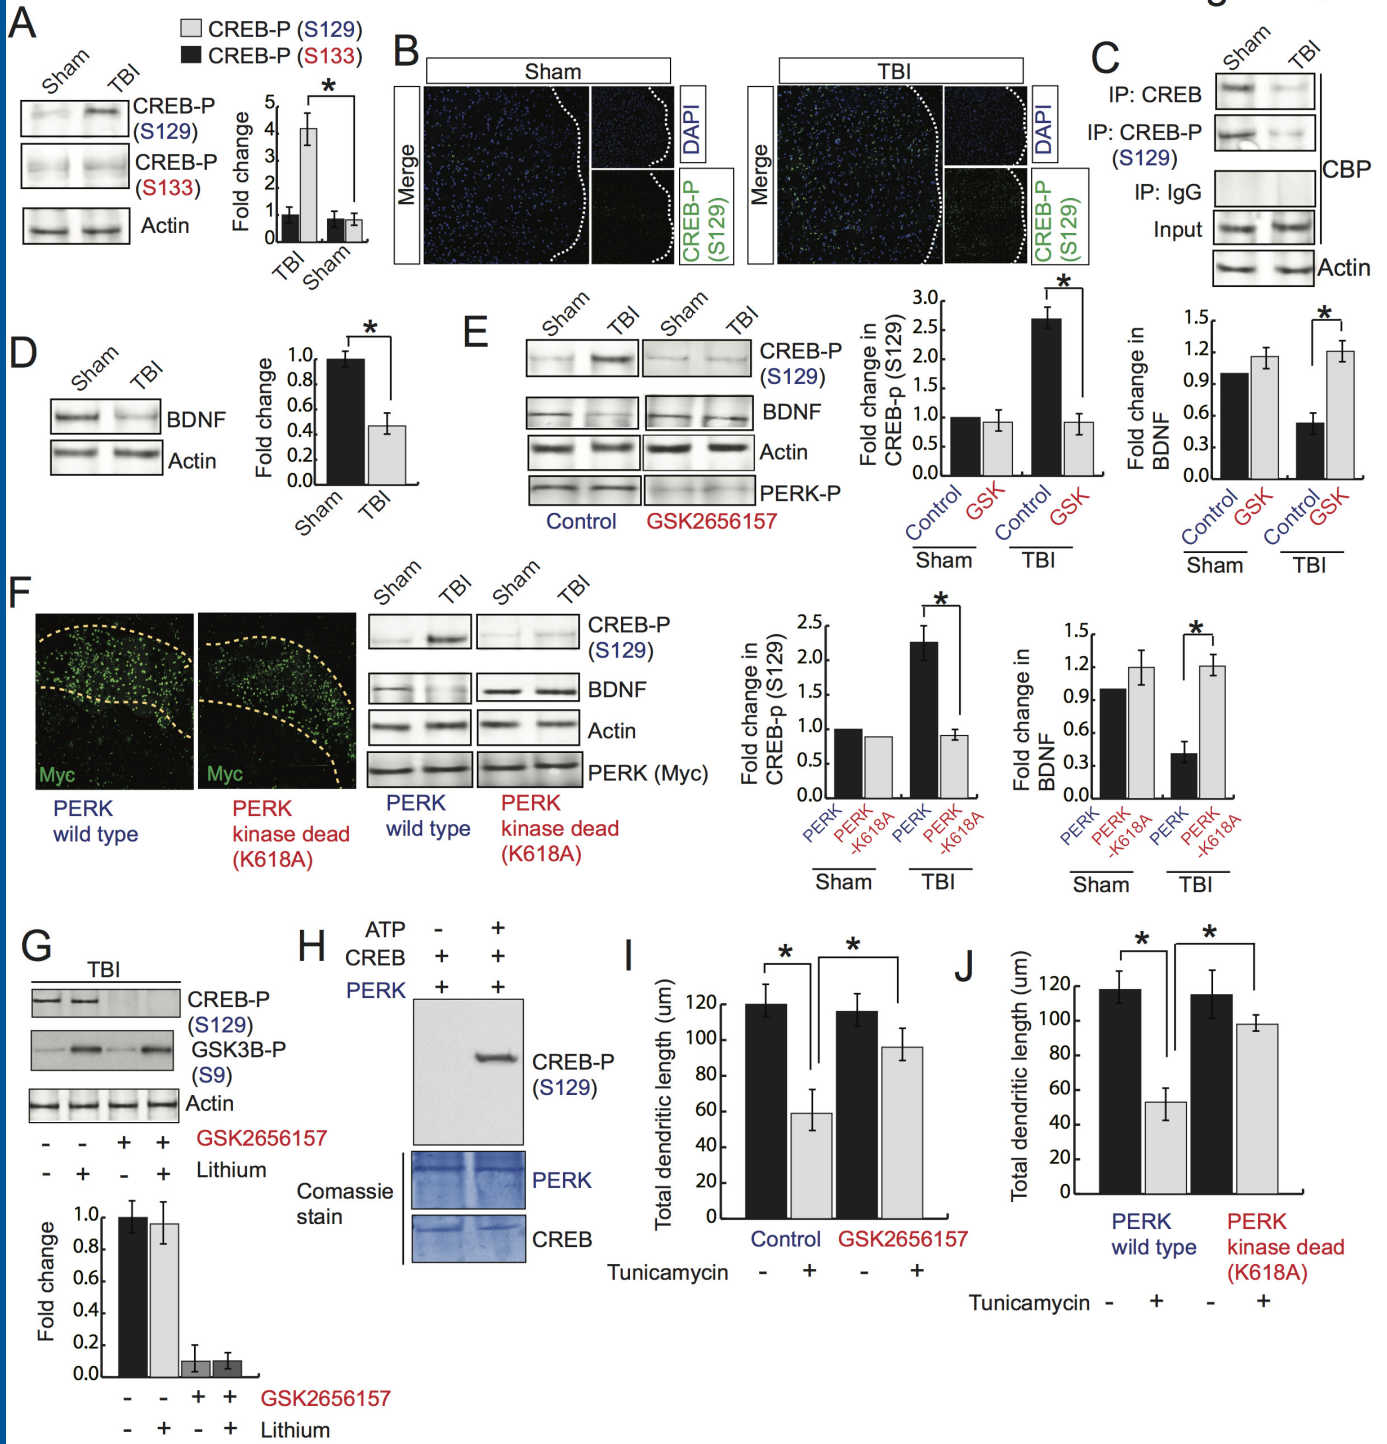 A
CREB-P (S129)
CREB-P (S133)
Sham
TBI
CREB-P
(S129)
CREB-P
(S133)
Actin
Fold change
5
4
3
2
1
0
*
TBI
Sham
B
Sham
TBI
Merge
DAPI
CREB-P
(S129)
Merge
DAPI
CREB-P
(S129)
C
Sham
TBI
IP: CREB
IP: CREB-P
(S129)
IP: IgG
Input
CBP
Actin
D
Sham
TBI
BDNF
Actin
Fold change
1.0
0.8
0.6
0.4
0.2
0.0
*
Sham
TBI
E
Sham
TBI
Sham
TBI
CREB-P
(S129)
BDNF
Actin
PERK-P
Control
GSK2656157
Fold change in
CREB-p (S129)
3.0
2.5
2.0
1.5
1.0
0.5
0.0
*
Control
GSK
Control
GSK
Sham
TBI
Fold change in
BDNF
1.5
1.2
0.9
0.6
0.3
0.0
*
Control
GSK
Control
GSK
Sham
TBI
F
Myc
Myc
PERK
wild type
PERK
kinase dead
(K618A)
Sham
TBI
Sham
TBI
CREB-P
(S129)
BDNF
Actin
PERK (Myc)
PERK
wild type
PERK
kinase dead
(K618A)
Fold change in
CREB-p (S129)
2.5
2.0
1.5
1.0
0.5
0.0
*
PERK
PERK
-K618A
PERK
PERK
-K618A
Sham
TBI
Fold change in
BDNF
1.5
1.2
0.9
0.6
0.3
0.0
*
PERK
PERK
-K618A
PERK
PERK
-K618A
Sham
TBI
G
TBI
CREB-P
(S129)
GSK3B-P
(S9)
Actin
- - + + GSK2656157
- + - + Lithium
Fold change
1.0
0.8
0.6
0.4
0.2
0.0
- - + + GSK2656157
- + - + Lithium
H
ATP - +
CREB + +
PERK + +
CREB-P
(S129)
Comassie
stain
PERK
CREB
I
Total dendritic length (um)
120
100
80
60
40
20
0
* *
Control
GSK2656157
Tunicamycin - + - +
J
Total dendritic length (um)
120
100
80
60
40
20
0
* *
PERK
wild type
PERK
kinase dead
(K618A)
Tunicamycin - + - +